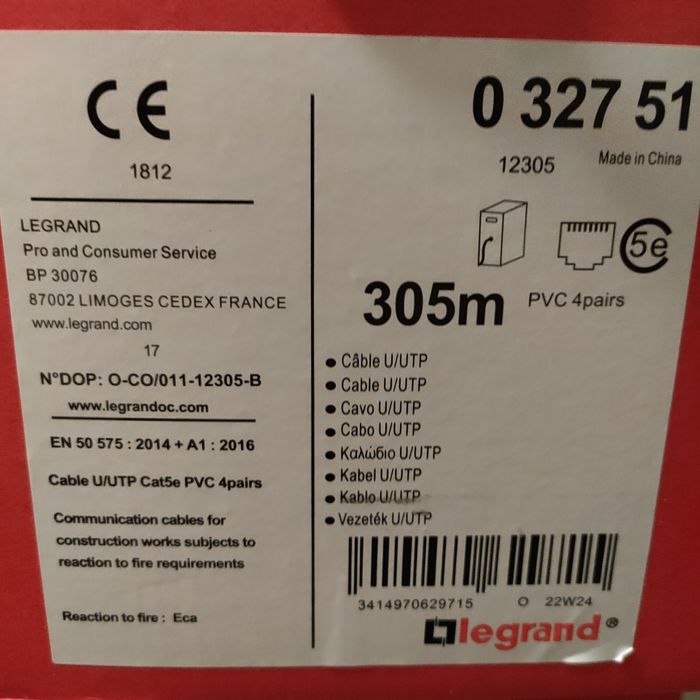 CE
1812
LEGRAND
Pro and Consumer Service
BP 30076
87002 LIMOGES CEDEX FRANCE
www.legrand.com
17
N°DOP: O-CO/011-12305-B
www.legrandoc.com
EN 50 575 : 2014 + A1 : 2016
Cable U/UTP Cat5e PVC 4pairs
Communication cables for
construction works subjects to
reaction to fire requirements
Reaction to fire : Eca
0 327 51
12305 Made in China
5e
305m PVC 4pairs
● Câble U/UTP
● Cable U/UTP
● Cavo U/UTP
● Cabo U/UTP
● Καλώδιο U/UTP
● Kabel U/UTP
● Kablo U/UTP
● Vezeték U/UTP
3414970629715 O 22W24
legrand®